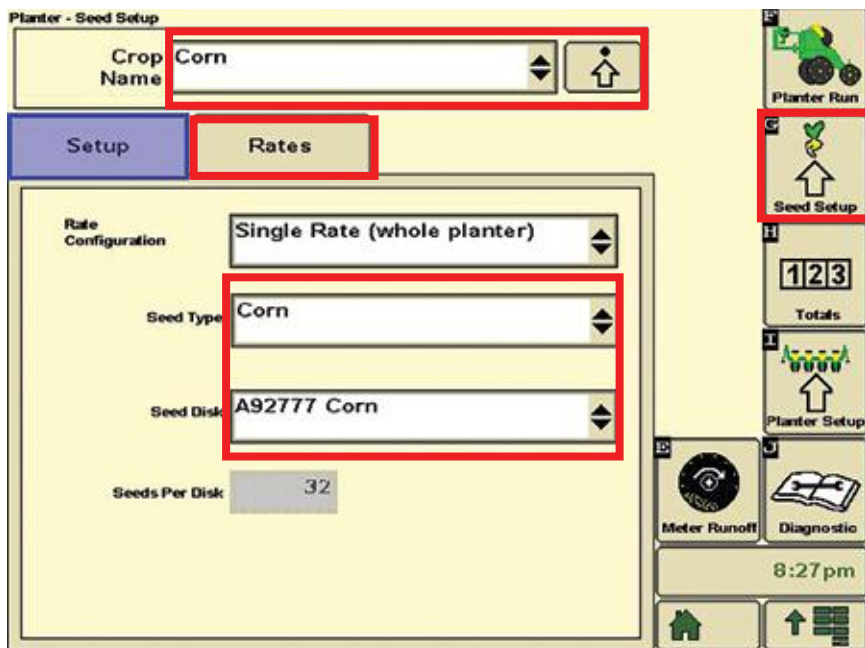 Planter - Seed Setup
Crop Name
Corn
F
Planter Run
Setup
Rates
G
Seed Setup
Rate Configuration
Single Rate (whole planter)
H
123
Totals
Seed Type
Corn
I
Planter Setup
Seed Disk
A92777 Corn
Seeds Per Disk
32
E
Meter Runoff
J
Diagnostic
8:27pm